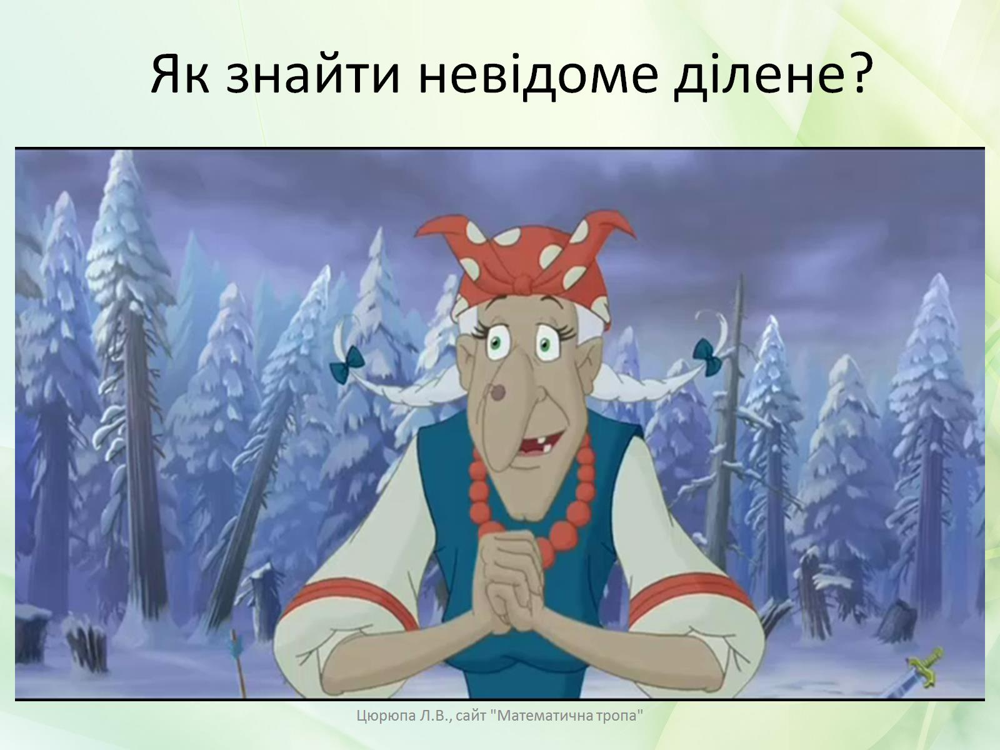 Як знайти невідоме ділене?
Цюрюпа Л.В., сайт "Математична тропа"